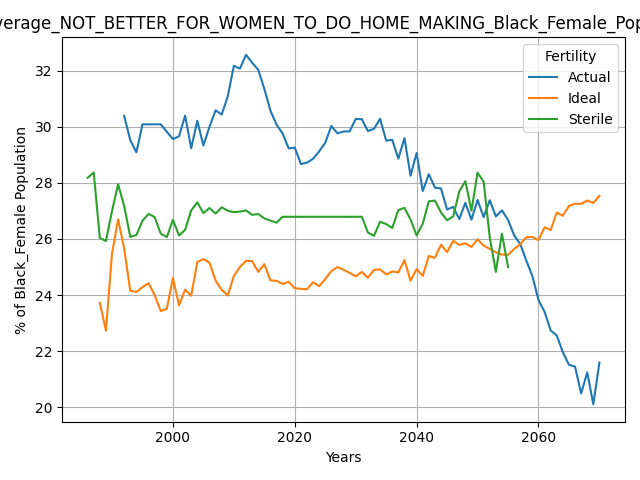 verage_NOT_BETTER_FOR_WOMEN_TO_DO_HOME_MAKING_Black_Female_Pop
Fertility
Actual
Ideal
Sterile
% of Black_Female Population
32
30
28
26
24
22
20
2000
2020
2040
2060
Years